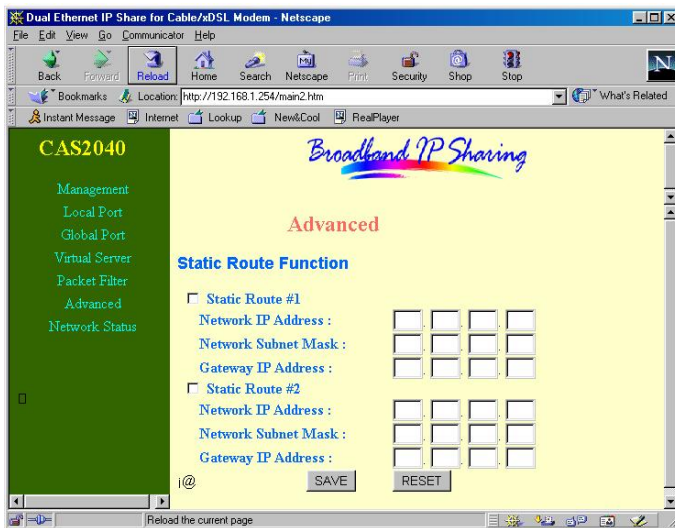 Dual Ethernet IP Share for Cable/xDSL Modem - Netscape
File Edit View Go Communicator Help
Back Forward Reload Home Search Netscape Print Security Shop Stop
N
Bookmarks Location: http://192.168.1.254/main2.htm What's Related
Instant Message Internet Lookup New&Cool RealPlayer
CAS2040
Management
Local Port
Global Port
Virtual Server
Packet Filter
Advanced
Network Status
Broadband IP Sharing
Advanced
Static Route Function
Static Route #1
Network IP Address :
Network Subnet Mask :
Gateway IP Address :
Static Route #2
Network IP Address :
Network Subnet Mask :
Gateway IP Address :
i@ SAVE RESET
Reload the current page